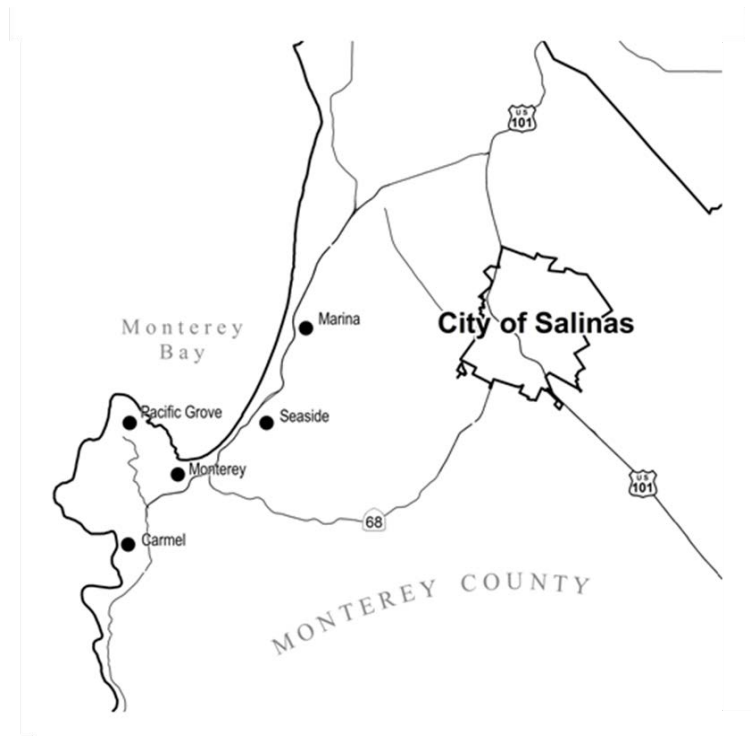 US
101
Marina
Monterey
Bay
City of Salinas
Pacific Grove
Seaside
Monterey
US
101
68
Carmel
MONTEREY COUNTY